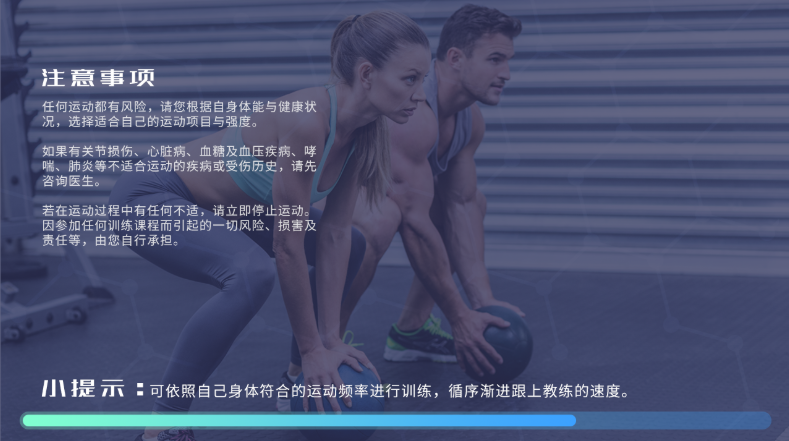 注意事项
任何运动都有风险，请您根据自身体能与健康状
况，选择适合自己的运动项目与强度。
如果有关节损伤、心脏病、血糖及血压疾病、哮
喘、肺炎等不适合运动的疾病或受伤历史，请先
咨询医生。
若在运动过程中有任何不适，请立即停止运动。
因参加任何训练课程而引起的一切风险、损害及
责任等，由您自行承担。
小提示：可依照自己身体符合的运动频率进行训练，循序渐进跟上教练的速度。